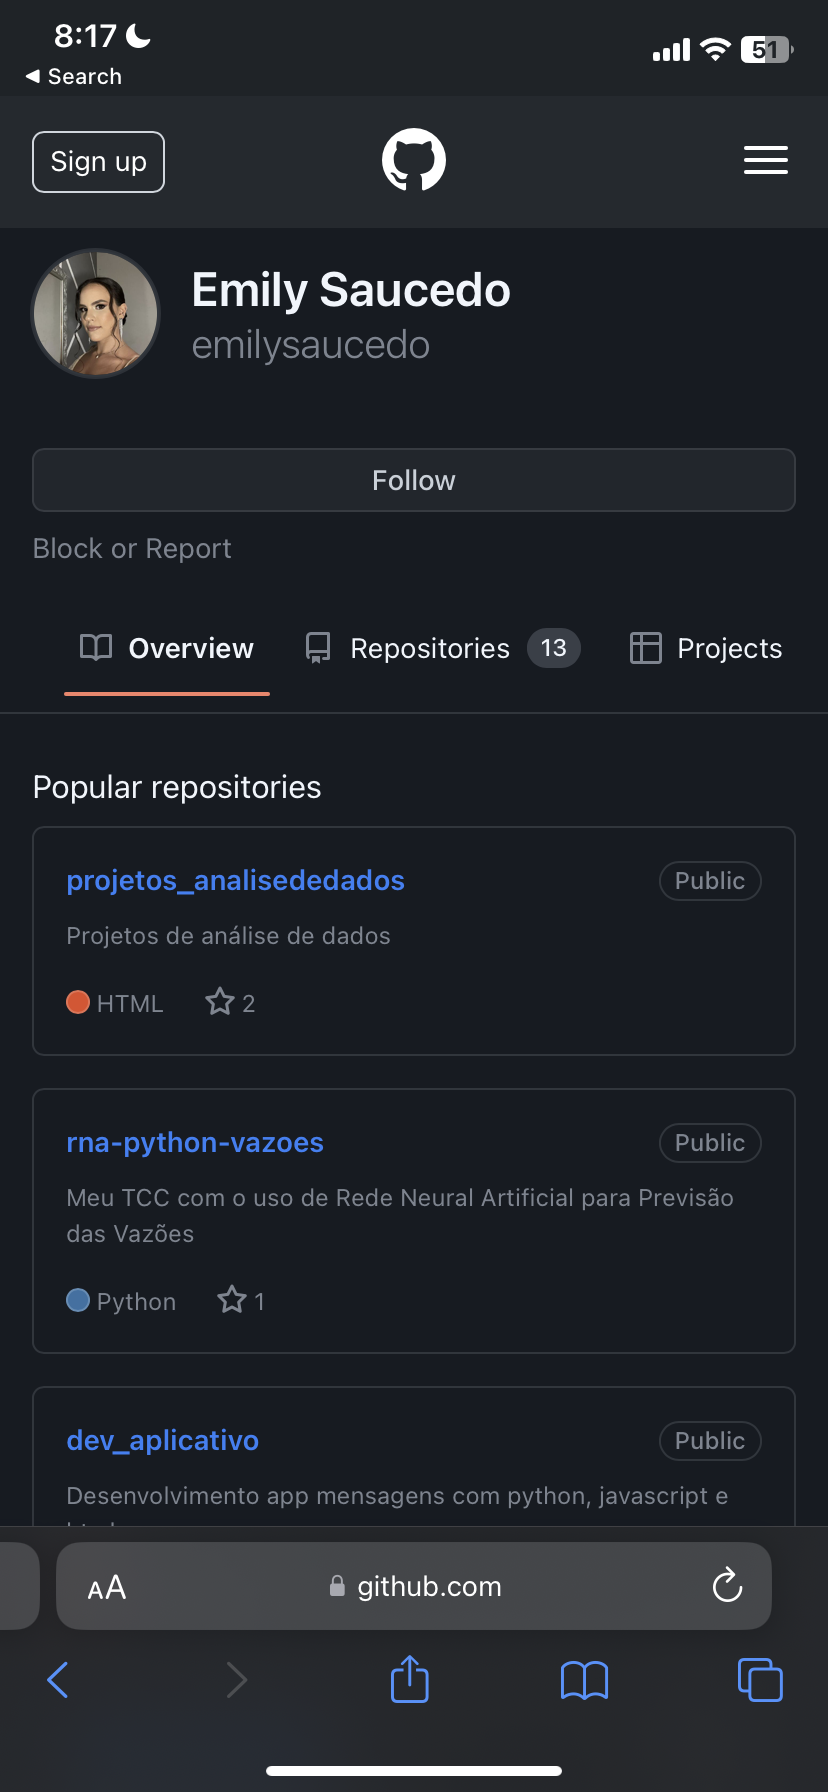 8:17
51
Search
Sign up
Emily Saucedo
emilysaucedo
Follow
Block or Report
Overview
Repositories 13
Projects
Popular repositories
projetos_analisededados
Public
Projetos de análise de dados
HTML
2
rna-python-vazoes
Public
Meu TCC com o uso de Rede Neural Artificial para Previsão
das Vazões
Python
1
dev_aplicativo
Public
Desenvolvimento app mensagens com python, javascript e
AA
github.com